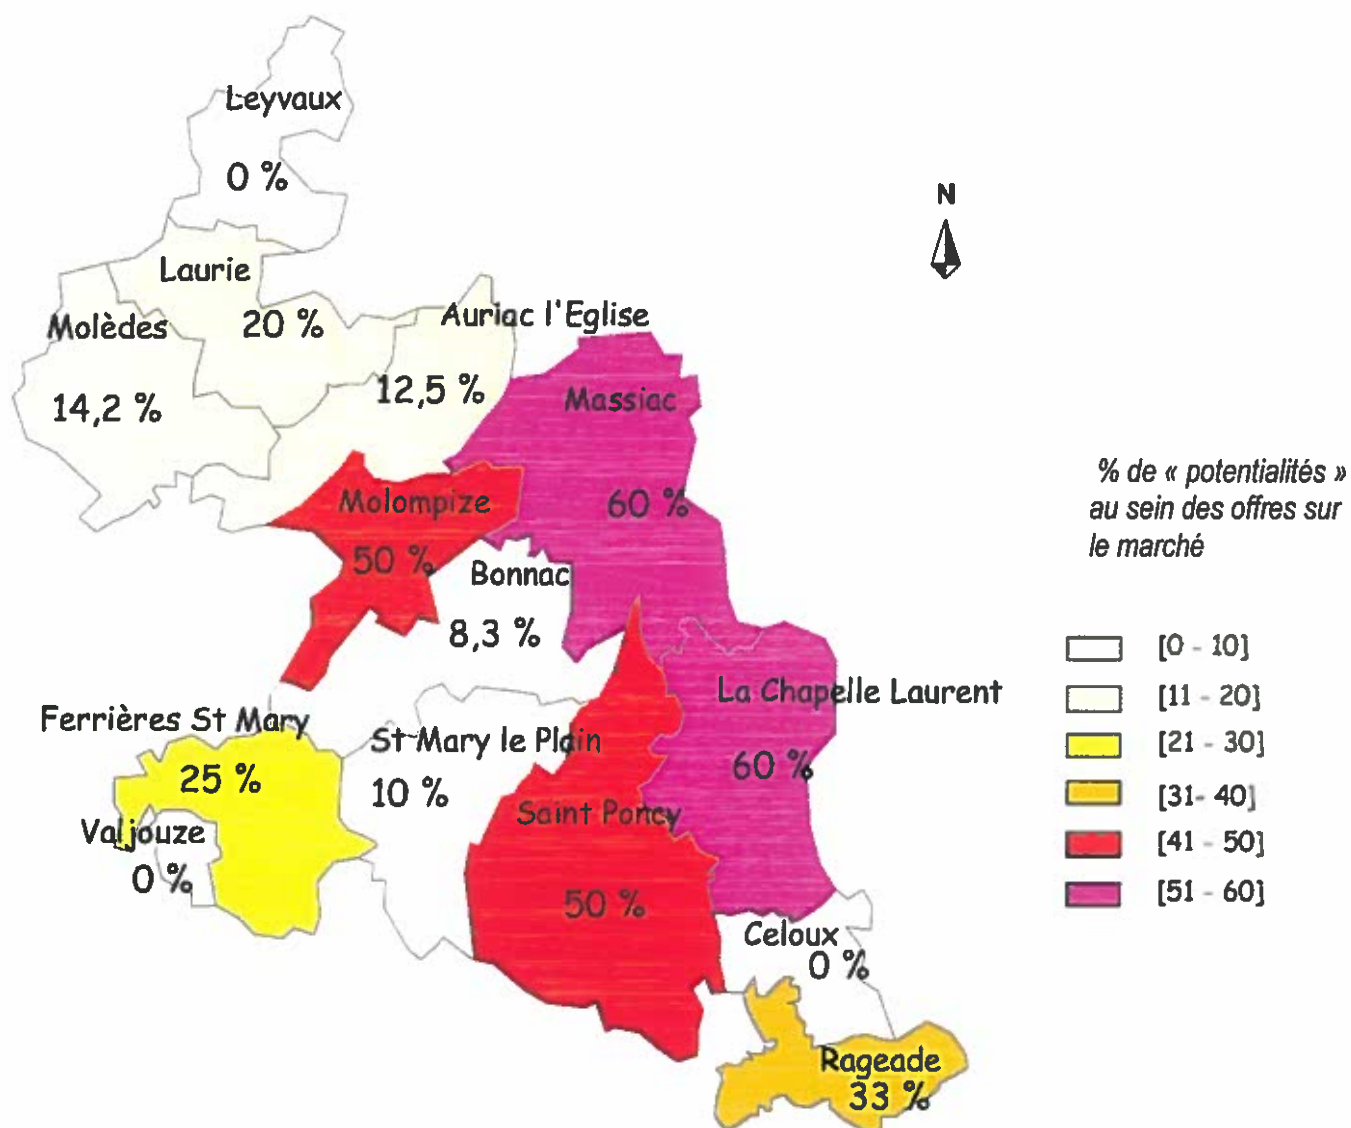 Leyvaux
0 %
N
Laurie
20 %
Molèdes
14,2 %
Auriac l'Eglise
12,5 %
Massiac
60 %
Molompize
50 %
Bonnac
8,3 %
% de « potentialités »
au sein des offres sur
le marché
[0 - 10]
[11 - 20]
[21 - 30]
[31- 40]
[41 - 50]
[51 - 60]
La Chapelle Laurent
60 %
Ferrières St Mary
25 %
St Mary le Plain
10 %
Saint Poncy
50 %
Valjouze
0 %
Celoux
0 %
Rageade
33 %